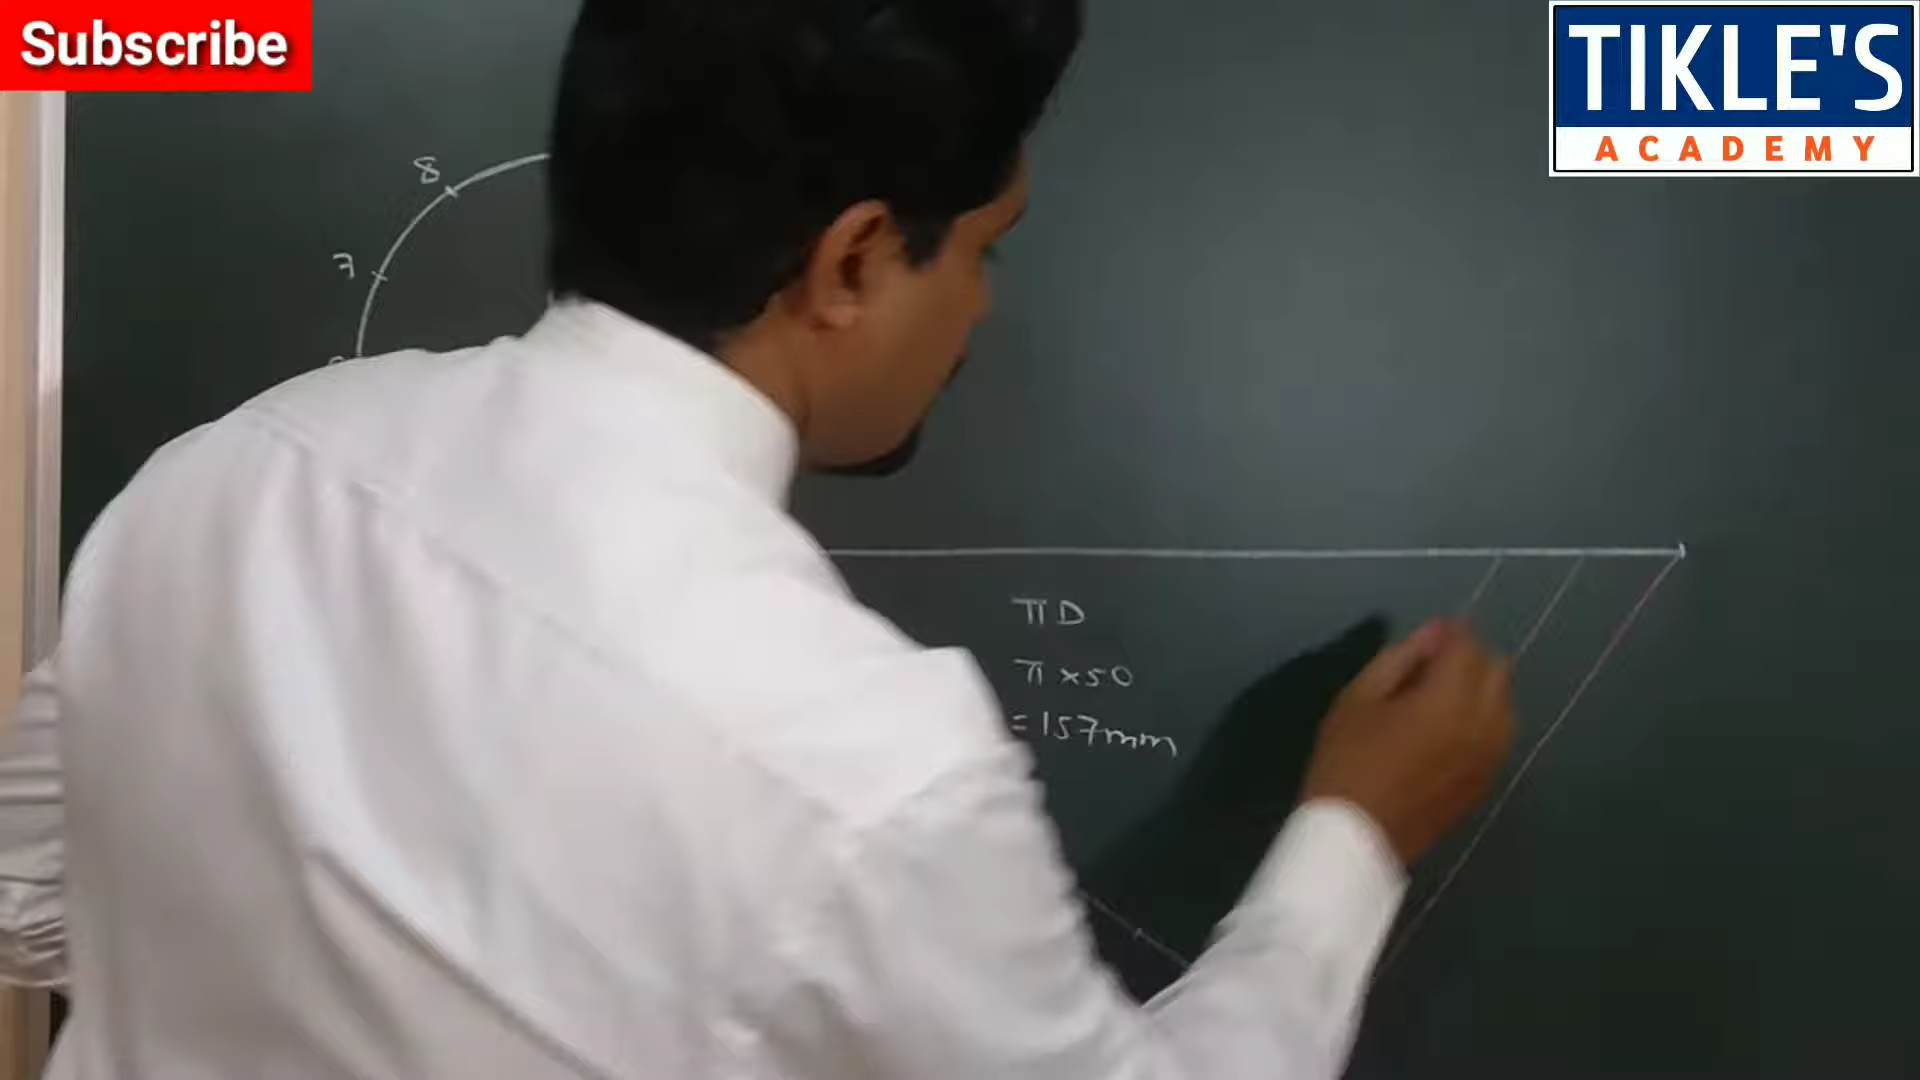 Subscribe
TIKLE'S
ACADEMY
8
7
πD
π×50
=157mm